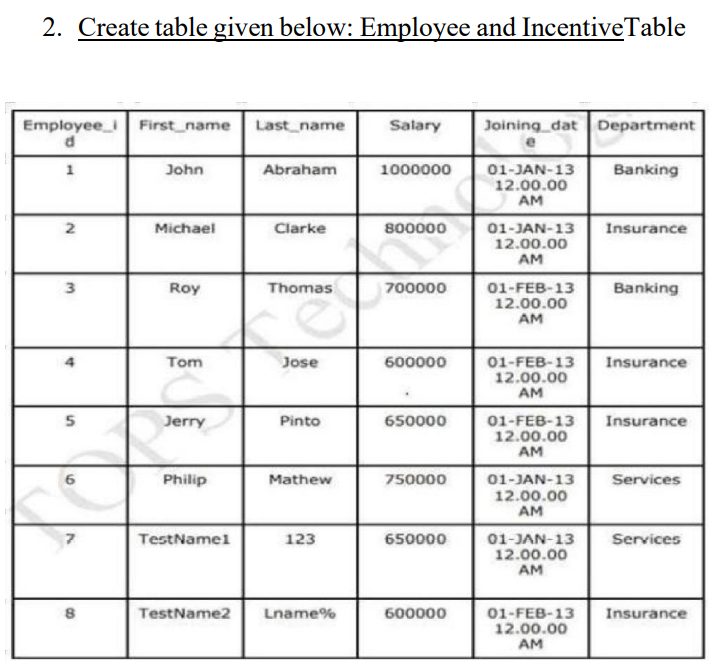 2. Create table given below: Employee and IncentiveTable
Employee_i First_name Last_name Salary Joining_dat Department
d e
1 John Abraham 1000000 01-JAN-13 Banking
12.00.00
AM
2 Michael Clarke 800000 01-JAN-13 Insurance
12.00.00
AM
3 Roy Thomas 700000 01-FEB-13 Banking
12.00.00
AM
4 Tom Jose 600000 01-FEB-13 Insurance
12.00.00
AM
5 Jerry Pinto 650000 01-FEB-13 Insurance
12.00.00
AM
6 Philip Mathew 750000 01-JAN-13 Services
12.00.00
AM
7 TestName1 123 650000 01-JAN-13 Services
12.00.00
AM
8 TestName2 Lname% 600000 01-FEB-13 Insurance
12.00.00
AM
TOPS Technolo